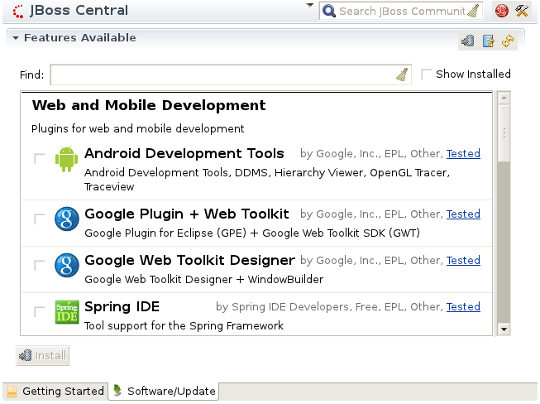 JBoss Central
Search JBoss Communit
Features Available
Find:
Show Installed
Web and Mobile Development
Plugins for web and mobile development
Android Development Tools by Google, Inc., EPL, Other, Tested
Android Development Tools, DDMS, Hierarchy Viewer, OpenGL Tracer,
Traceview
Google Plugin + Web Toolkit by Google, Inc., EPL, Other, Tested
Google Plugin for Eclipse (GPE) + Google Web Toolkit SDK (GWT)
Google Web Toolkit Designer by Google, Inc., EPL, Other, Tested
Google Web Toolkit Designer + WindowBuilder
Spring IDE by Spring IDE Developers, Free, EPL, Other, Tested
Tool support for the Spring Framework
Install
Getting Started Software/Update